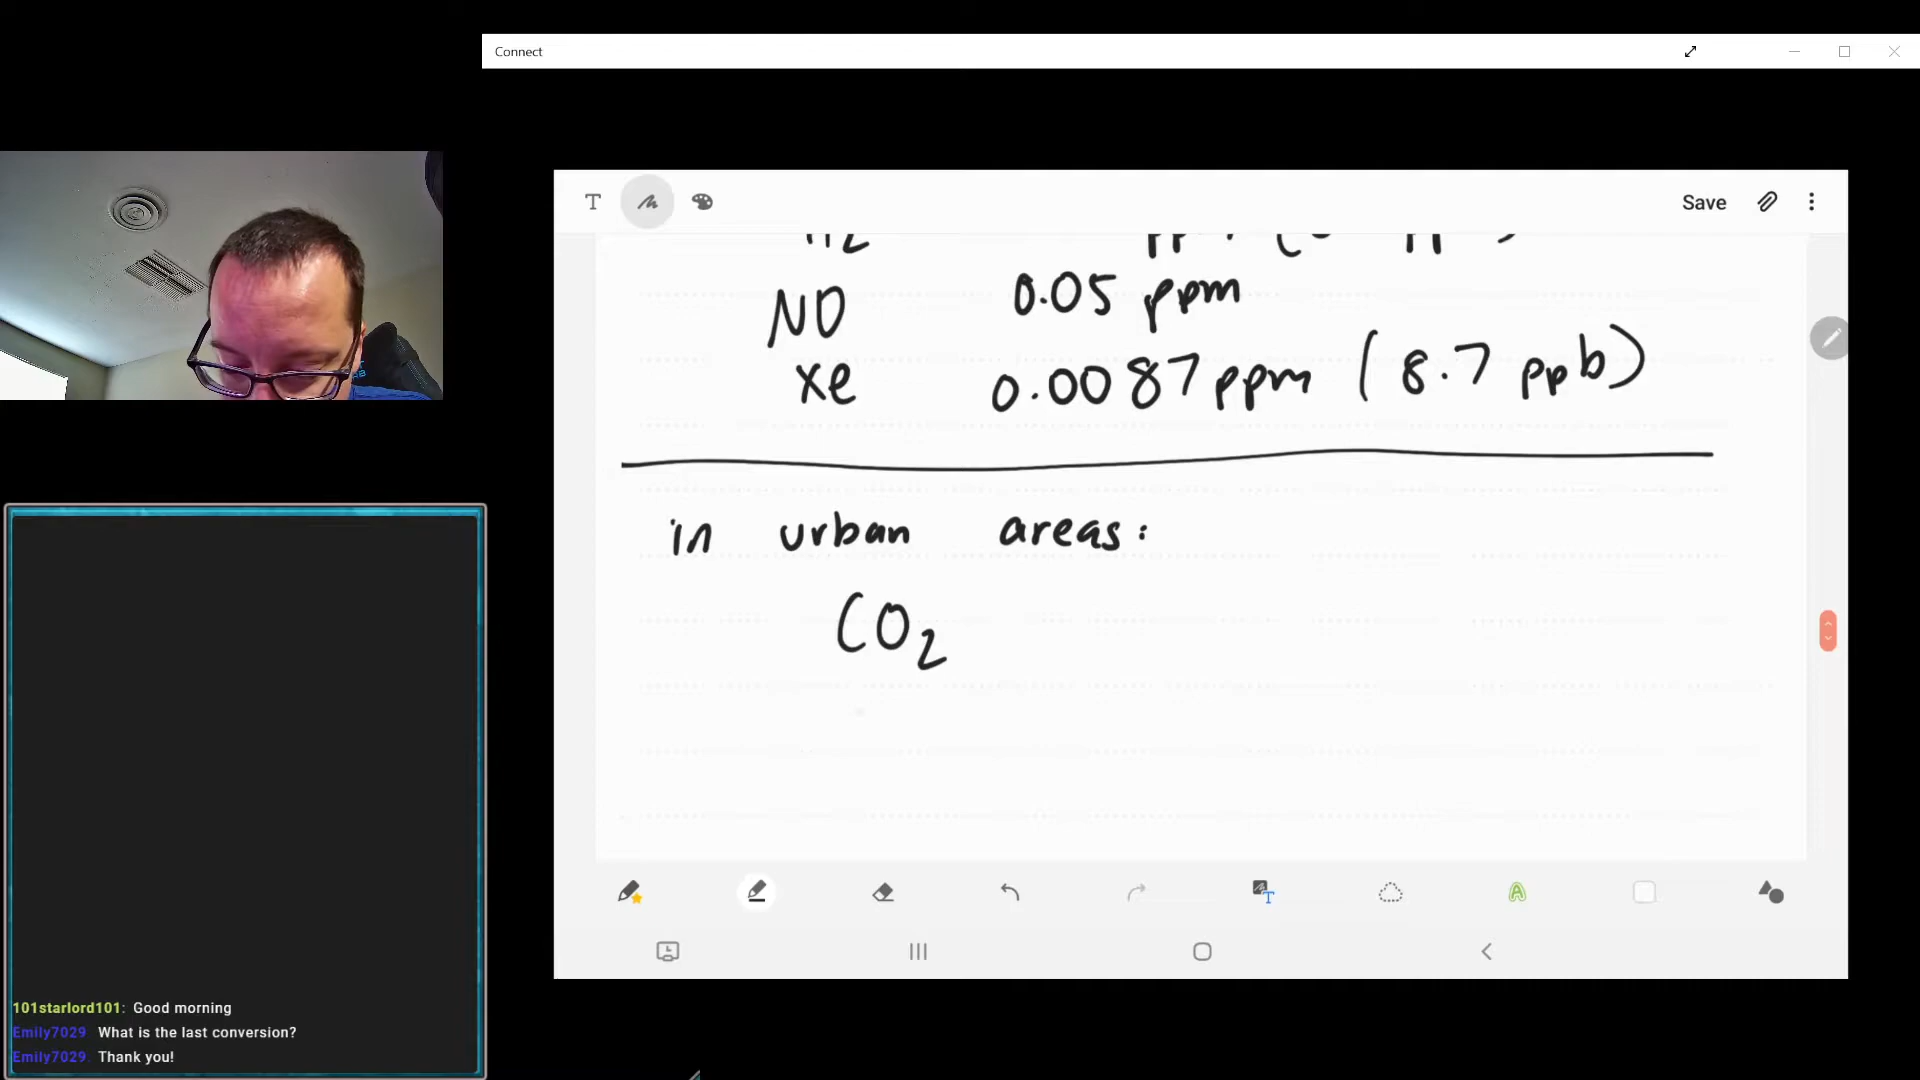 Connect
T
Save
NO 0.05 ppm
Xe 0.0087 ppm (8.7 ppb)
in urban areas:
CO₂
101starlord101: Good morning
Emily7029 What is the last conversion?
Emily7029: Thank you!